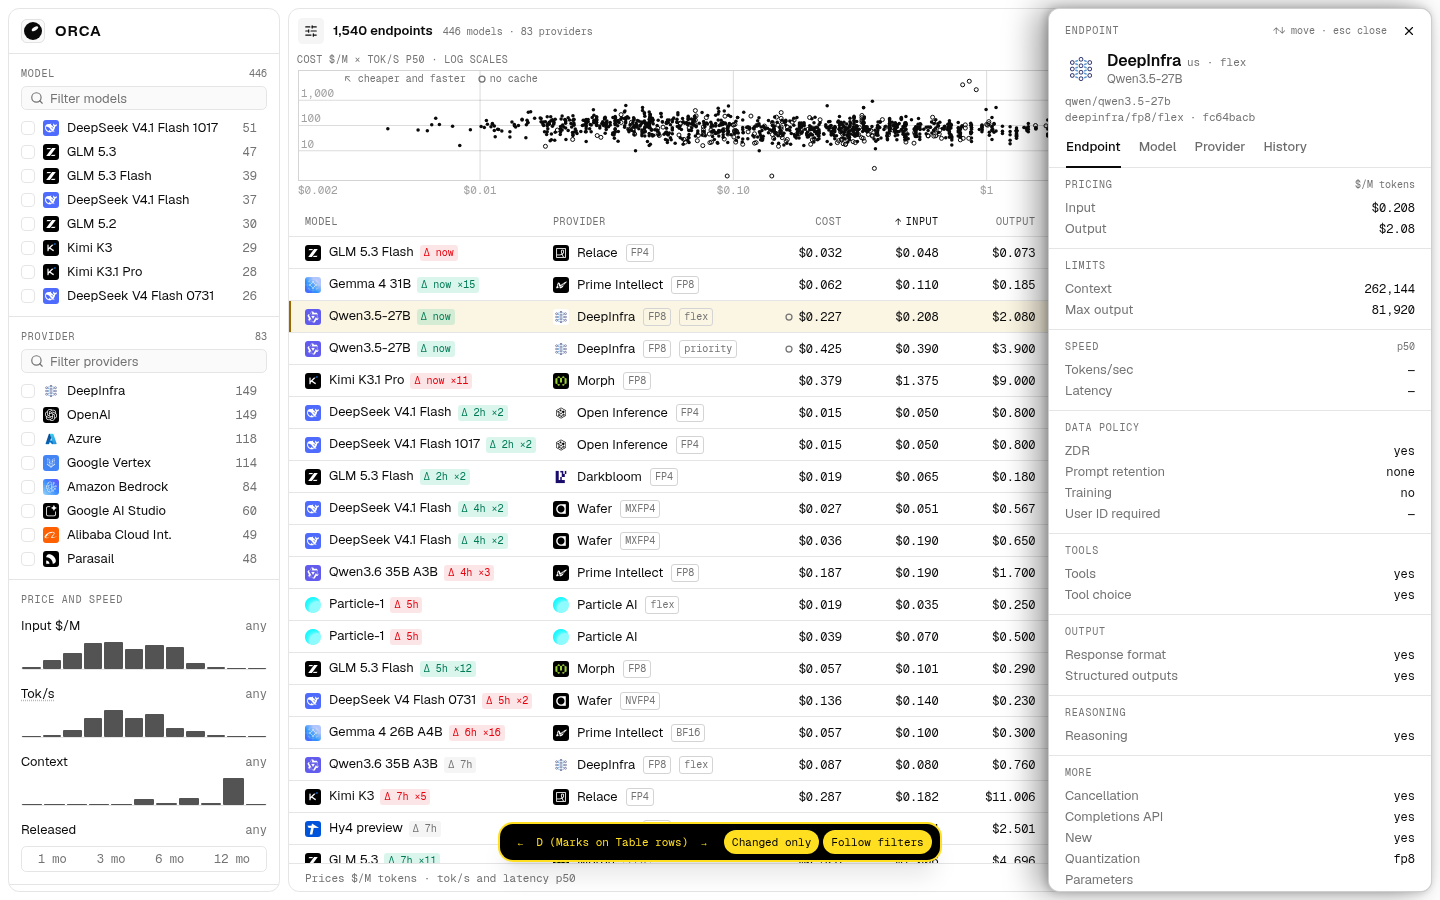 ORCA
MODEL 446
Filter models
DeepSeek V4.1 Flash 1017 51
GLM 5.3 47
GLM 5.3 Flash 39
DeepSeek V4.1 Flash 37
GLM 5.2 30
Kimi K3 29
Kimi K3.1 Pro 28
DeepSeek V4 Flash 0731 26
PROVIDER 83
Filter providers
DeepInfra 149
OpenAI 149
Azure 118
Google Vertex 114
Amazon Bedrock 84
Google AI Studio 60
Alibaba Cloud Int. 49
Parasail 48
PRICE AND SPEED
Input $/M any
Tok/s any
Context any
Released any
1 mo 3 mo 6 mo 12 mo
1,540 endpoints 446 models · 83 providers
COST $/M × TOK/S P50 · LOG SCALES
↖ cheaper and faster no cache
1,000
100
10
$0.002 $0.01 $0.10 $1
MODEL PROVIDER COST ↑ INPUT OUTPUT
GLM 5.3 Flash Δ now Relace FP4 $0.032 $0.048 $0.073
Gemma 4 31B Δ now ×15 Prime Intellect FP8 $0.062 $0.110 $0.185
Qwen3.5-27B Δ now DeepInfra FP8 flex $0.227 $0.208 $2.080
Qwen3.5-27B Δ now DeepInfra FP8 priority $0.425 $0.390 $3.900
Kimi K3.1 Pro Δ now ×11 Morph FP8 $0.379 $1.375 $9.000
DeepSeek V4.1 Flash Δ 2h ×2 Open Inference FP4 $0.015 $0.050 $0.800
DeepSeek V4.1 Flash 1017 Δ 2h ×2 Open Inference FP4 $0.015 $0.050 $0.800
GLM 5.3 Flash Δ 2h ×2 Darkbloom FP4 $0.019 $0.065 $0.180
DeepSeek V4.1 Flash Δ 4h ×2 Wafer MXFP4 $0.027 $0.051 $0.567
DeepSeek V4.1 Flash Δ 4h ×2 Wafer MXFP4 $0.036 $0.190 $0.650
Qwen3.6 35B A3B Δ 4h ×3 Prime Intellect FP8 $0.187 $0.190 $1.700
Particle-1 Δ 5h Particle AI flex $0.019 $0.035 $0.250
Particle-1 Δ 5h Particle AI $0.039 $0.070 $0.500
GLM 5.3 Flash Δ 5h ×12 Morph FP8 $0.057 $0.101 $0.290
DeepSeek V4 Flash 0731 Δ 5h ×2 Wafer NVFP4 $0.136 $0.140 $0.230
Gemma 4 26B A4B Δ 6h ×16 Prime Intellect BF16 $0.057 $0.100 $0.300
Qwen3.6 35B A3B Δ 7h DeepInfra FP8 flex $0.087 $0.080 $0.760
Kimi K3 Δ 7h ×5 Relace FP4 $0.287 $0.182 $11.006
Hy4 preview Δ 7h $2.501
GLM 5.3 Δ 7h ×11 $4.696
← D (Marks on Table rows) → Changed only Follow filters
Prices $/M tokens · tok/s and latency p50
ENDPOINT ↑↓ move · esc close ×
DeepInfra us · flex
Qwen3.5-27B
qwen/qwen3.5-27b
deepinfra/fp8/flex · fc64bacb
Endpoint Model Provider History
PRICING $/M tokens
Input $0.208
Output $2.08
LIMITS
Context 262,144
Max output 81,920
SPEED p50
Tokens/sec —
Latency —
DATA POLICY
ZDR yes
Prompt retention none
Training no
User ID required —
TOOLS
Tools yes
Tool choice yes
OUTPUT
Response format yes
Structured outputs yes
REASONING
Reasoning yes
MORE
Cancellation yes
Completions API yes
New yes
Quantization fp8
Parameters